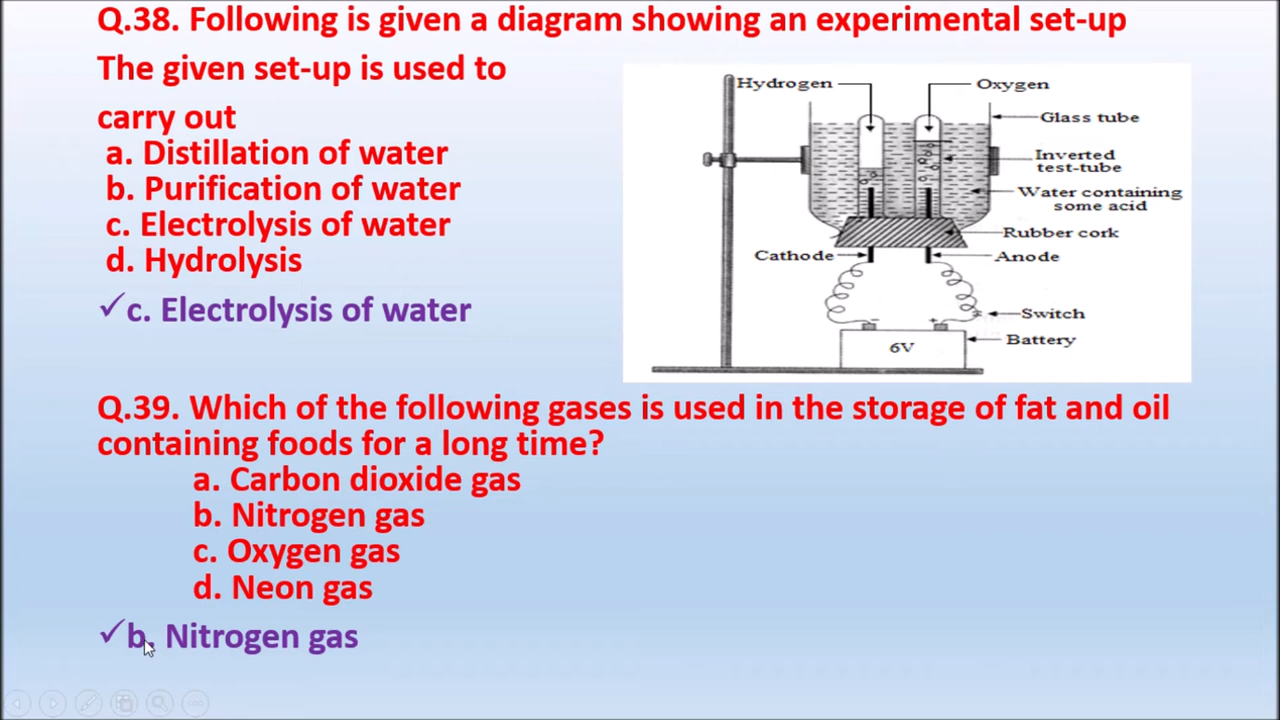 Q.38. Following is given a diagram showing an experimental set-up
The given set-up is used to
carry out
a. Distillation of water
b. Purification of water
c. Electrolysis of water
d. Hydrolysis
✓c. Electrolysis of water
Hydrogen
Oxygen
Glass tube
Inverted
test-tube
Water containing
some acid
Rubber cork
Cathode
Anode
Switch
− +
Battery
6V
Q.39. Which of the following gases is used in the storage of fat and oil
containing foods for a long time?
a. Carbon dioxide gas
b. Nitrogen gas
c. Oxygen gas
d. Neon gas
✓b. Nitrogen gas